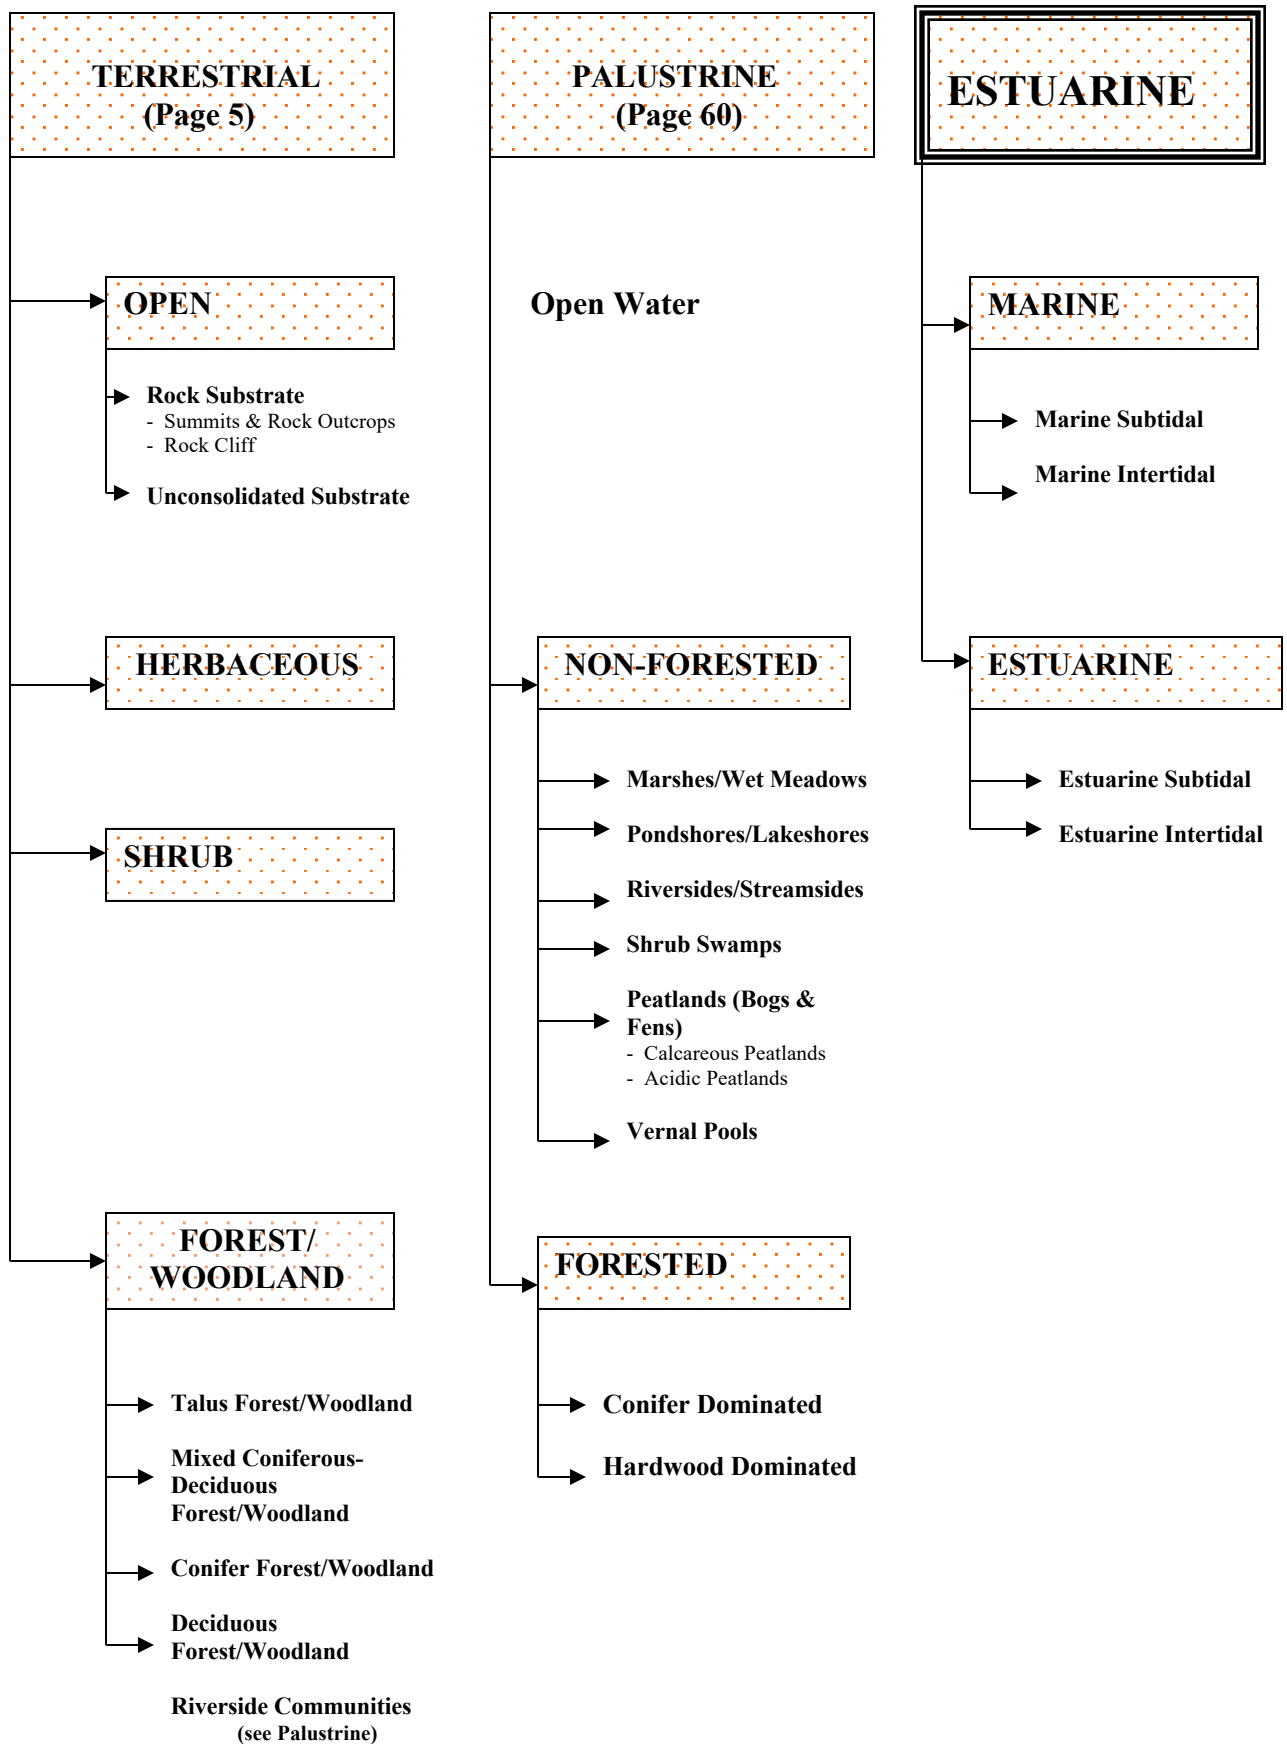 TERRESTRIAL
(Page 5)
OPEN
Rock Substrate
- Summits & Rock Outcrops
- Rock Cliff
Unconsolidated Substrate
HERBACEOUS
SHRUB
FOREST/
WOODLAND
Talus Forest/Woodland
Mixed Coniferous-
Deciduous
Forest/Woodland
Conifer Forest/Woodland
Deciduous
Forest/Woodland
Riverside Communities
(see Palustrine)
PALUSTRINE
(Page 60)
Open Water
NON-FORESTED
Marshes/Wet Meadows
Pondshores/Lakeshores
Riversides/Streamsides
Shrub Swamps
Peatlands (Bogs &
Fens)
- Calcareous Peatlands
- Acidic Peatlands
Vernal Pools
FORESTED
Conifer Dominated
Hardwood Dominated
ESTUARINE
MARINE
Marine Subtidal
Marine Intertidal
ESTUARINE
Estuarine Subtidal
Estuarine Intertidal